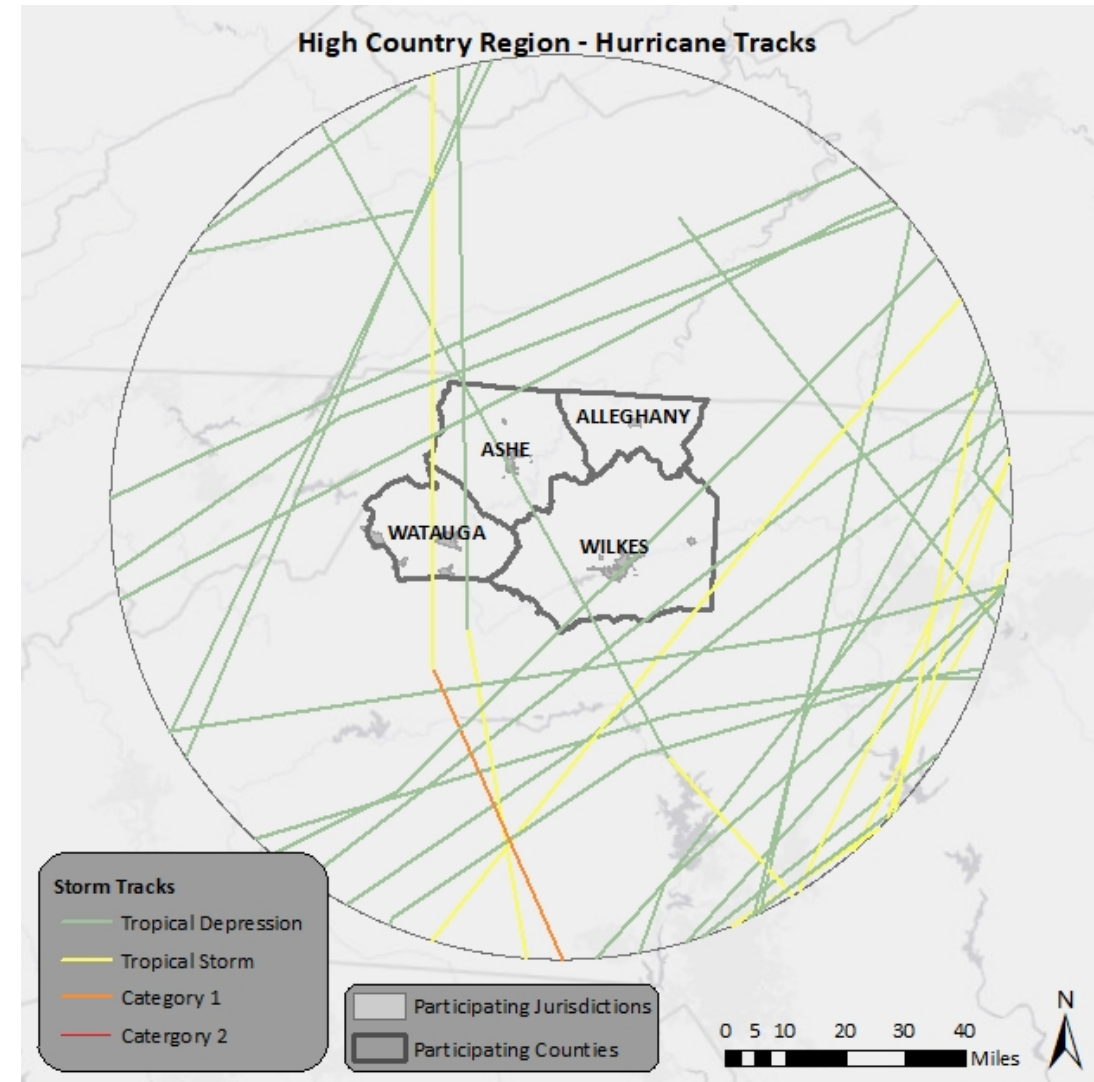 High Country Region - Hurricane Tracks
ALLEGHANY
ASHE
WATAUGA
WILKES
Storm Tracks
Tropical Depression
Tropical Storm
Category 1
Catergory 2
Participating Jurisdictions
Participating Counties
N
0 5 10 20 30 40
Miles